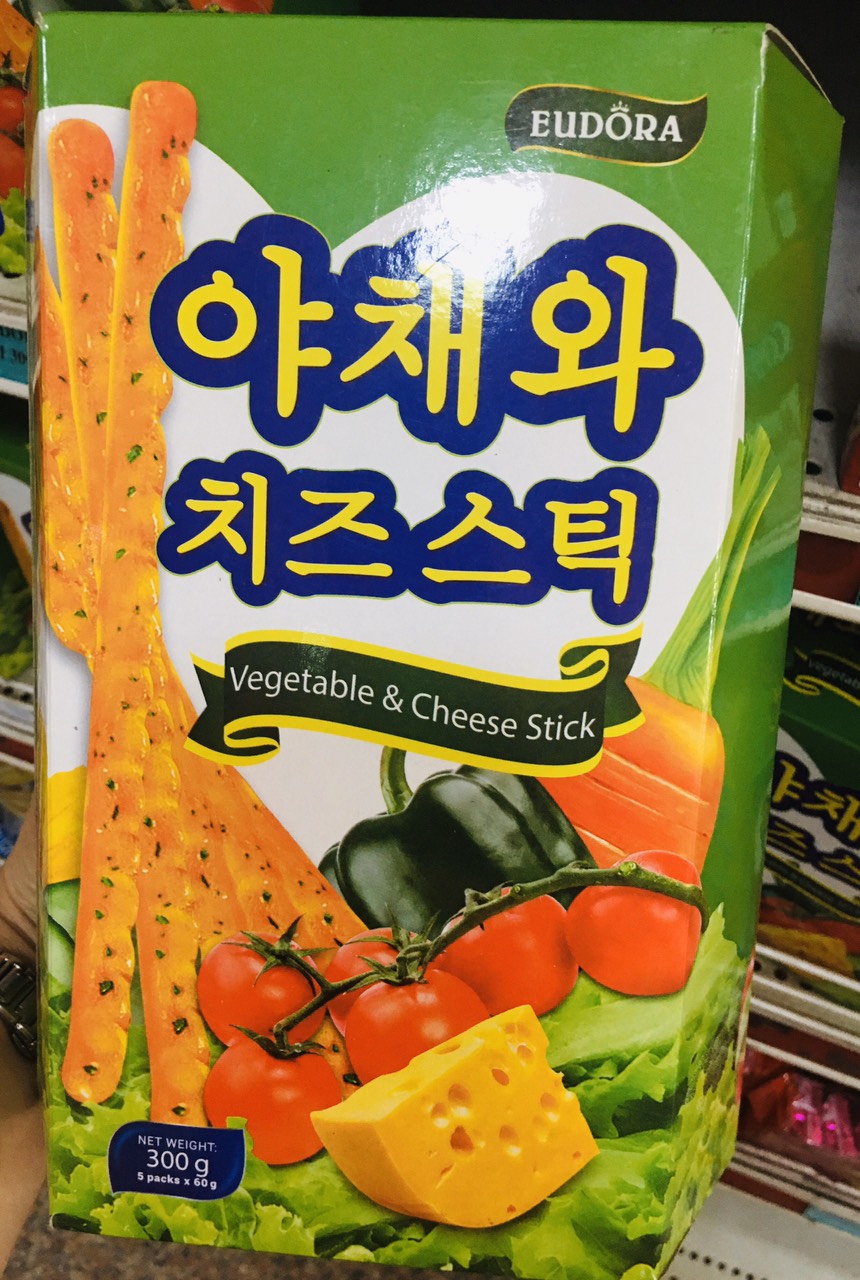 EUDORA
야채와
치즈스틱
Vegetable & Cheese Stick
NET WEIGHT:
300 g
5 packs x 60 g